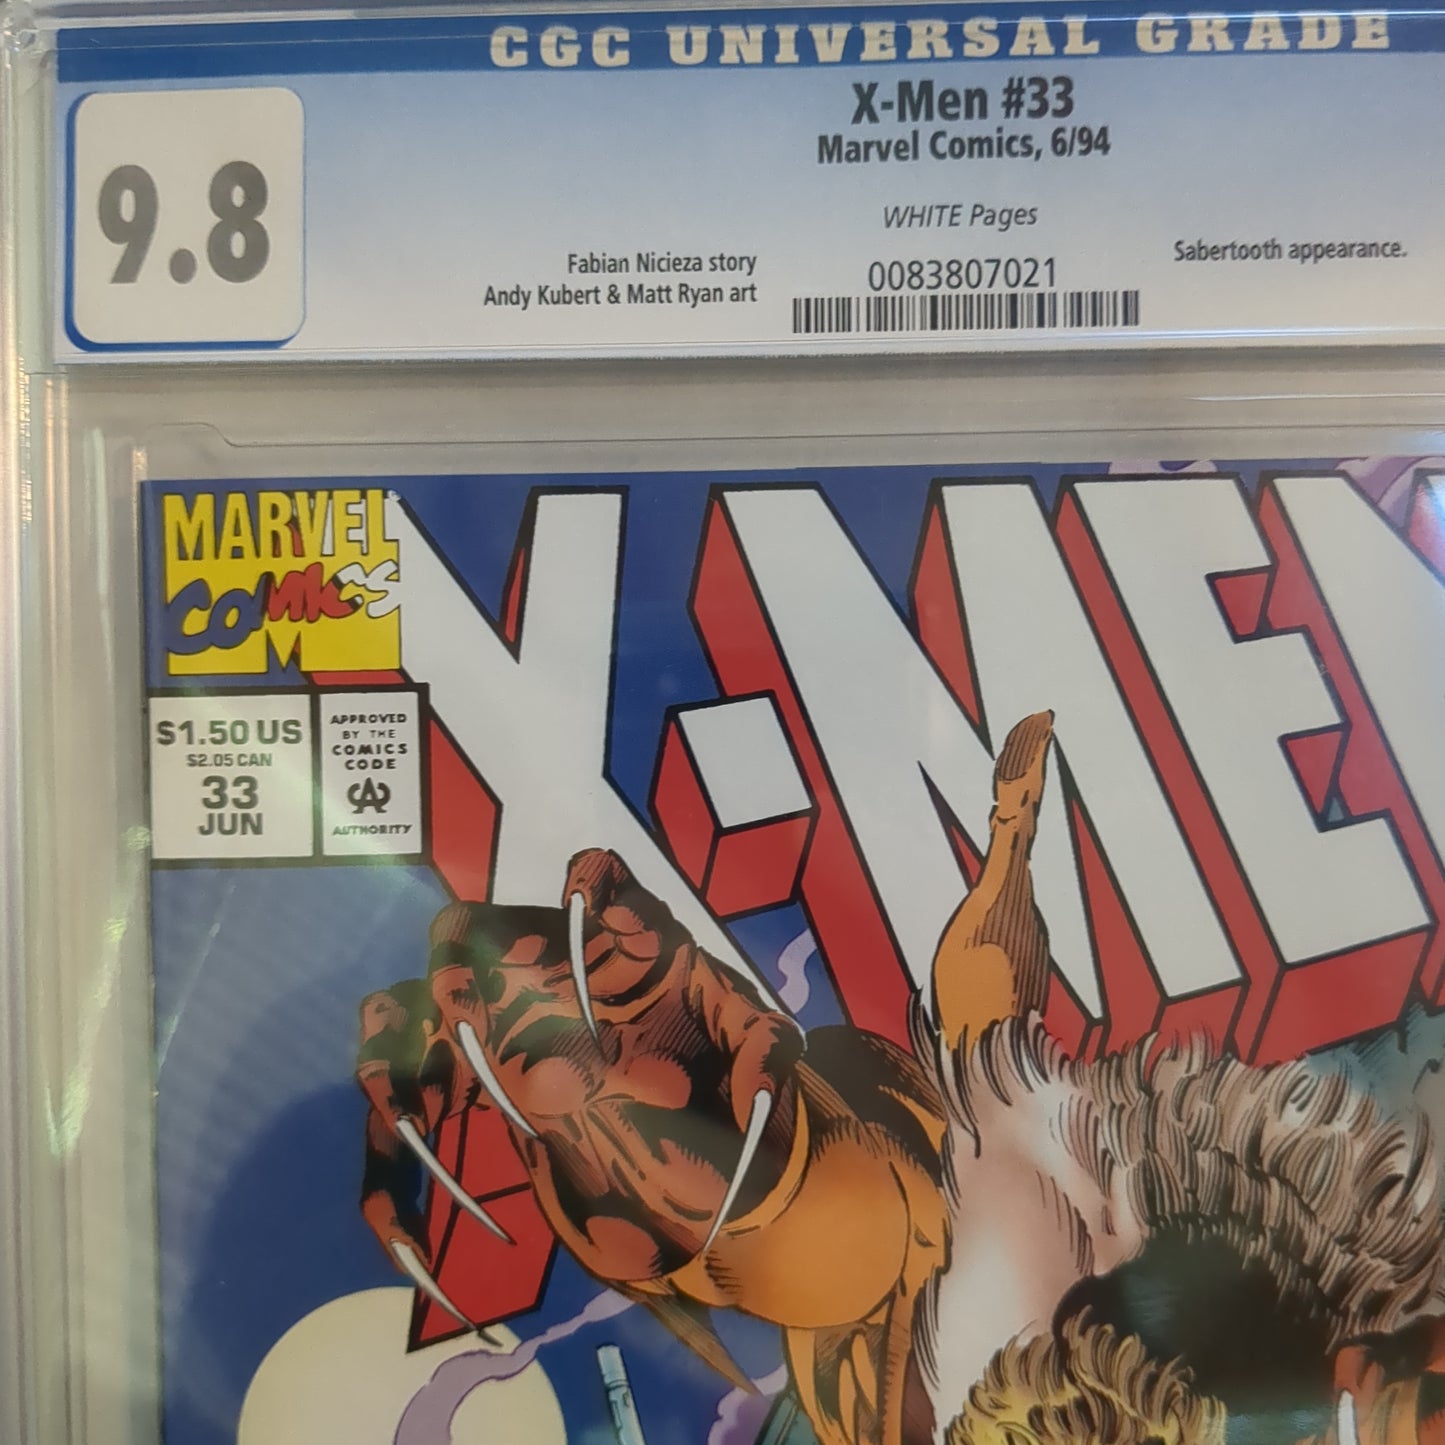 CGC UNIVERSAL GRADE
9.8
X-Men #33
Marvel Comics, 6/94
WHITE Pages
Fabian Nicieza story
Andy Kubert & Matt Ryan art
0083807021
Sabertooth appearance.
MARVEL
COMICS
X-MEN
$1.50 US
$2.05 CAN
33
JUN
APPROVED
BY THE
COMICS
CODE
CA
AUTHORITY